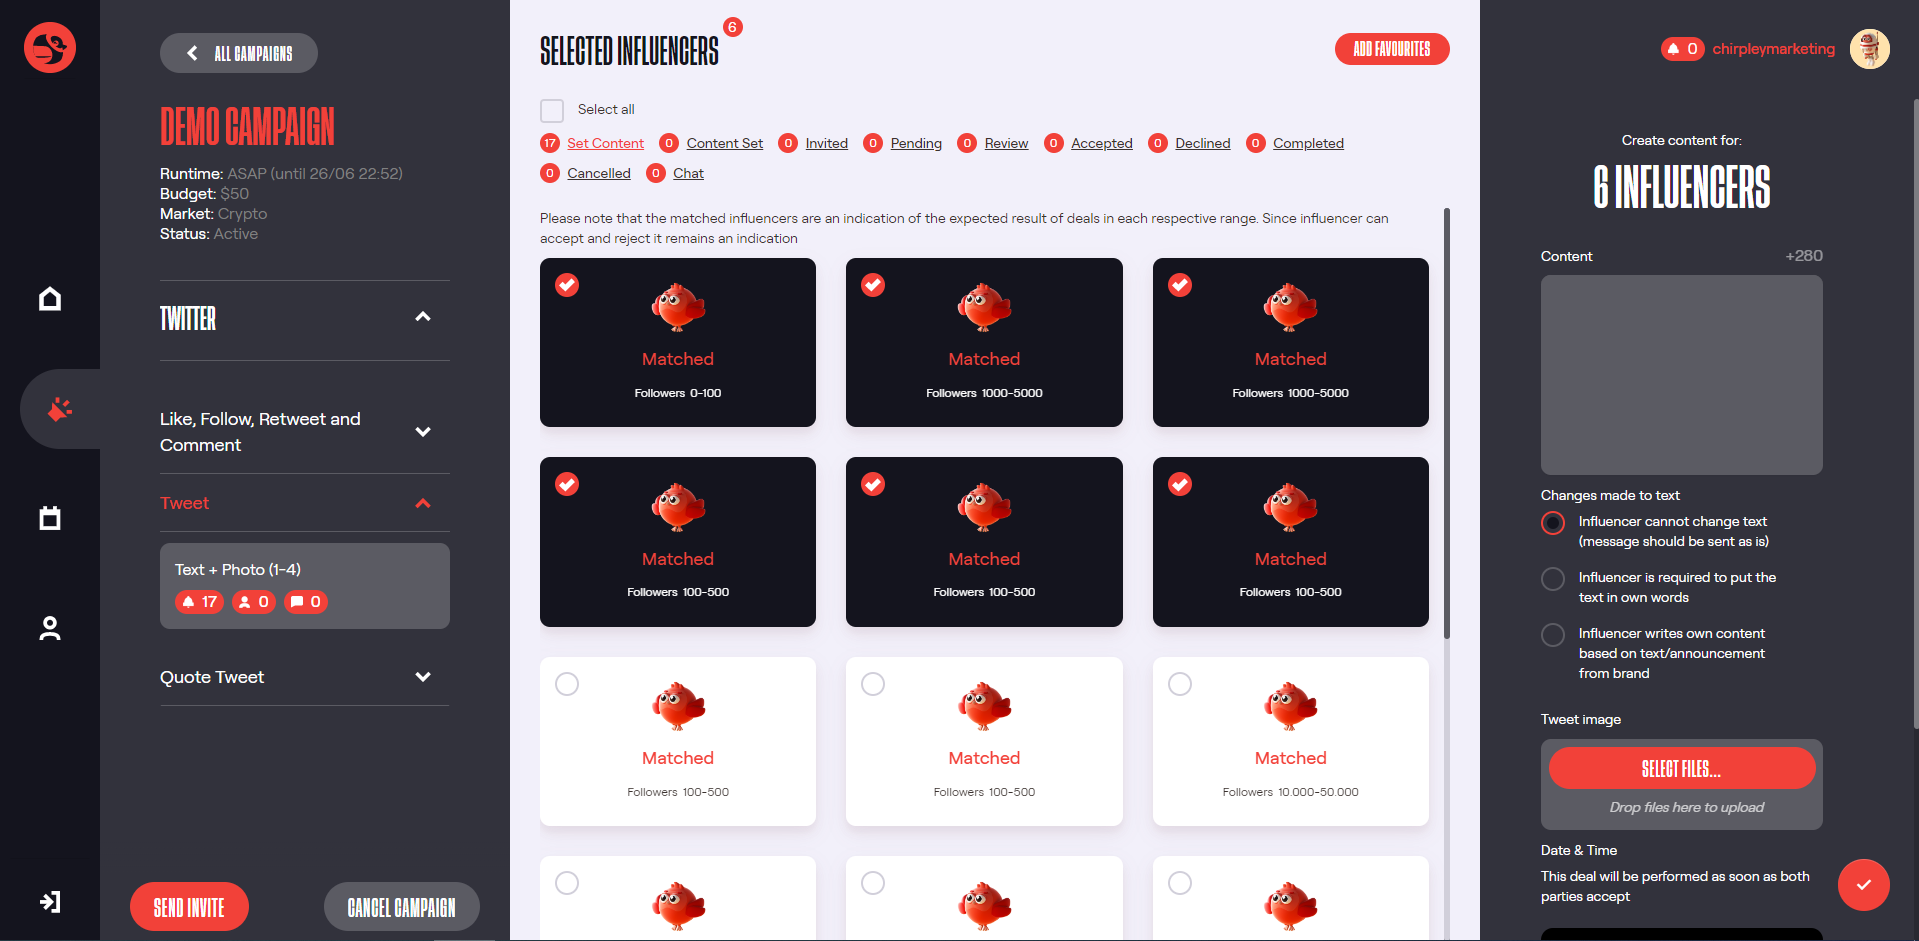 ALL CAMPAIGNS
DEMO CAMPAIGN
Runtime: ASAP (until 26/06 22:52)
Budget: $50
Market: Crypto
Status: Active
TWITTER
Like, Follow, Retweet and
Comment
Tweet
Text + Photo (1-4)
17 0 0
Quote Tweet
SEND INVITE
CANCEL CAMPAIGN
SELECTED INFLUENCERS 6
ADD FAVOURITES
Select all
17 Set Content 0 Content Set 0 Invited 0 Pending 0 Review 0 Accepted 0 Declined 0 Completed
0 Cancelled 0 Chat
Please note that the matched influencers are an indication of the expected result of deals in each respective range. Since influencer can
accept and reject it remains an indication
Matched Matched Matched
Followers 0-100 Followers 1000-5000 Followers 1000-5000
Matched Matched Matched
Followers 100-500 Followers 100-500 Followers 100-500
Matched Matched Matched
Followers 100-500 Followers 100-500 Followers 10.000-50.000
0 chirpleymarketing
Create content for:
6 INFLUENCERS
Content +280
Changes made to text
Influencer cannot change text
(message should be sent as is)
Influencer is required to put the
text in own words
Influencer writes own content
based on text/announcement
from brand
Tweet image
SELECT FILES...
Drop files here to upload
Date & Time
This deal will be performed as soon as both
parties accept